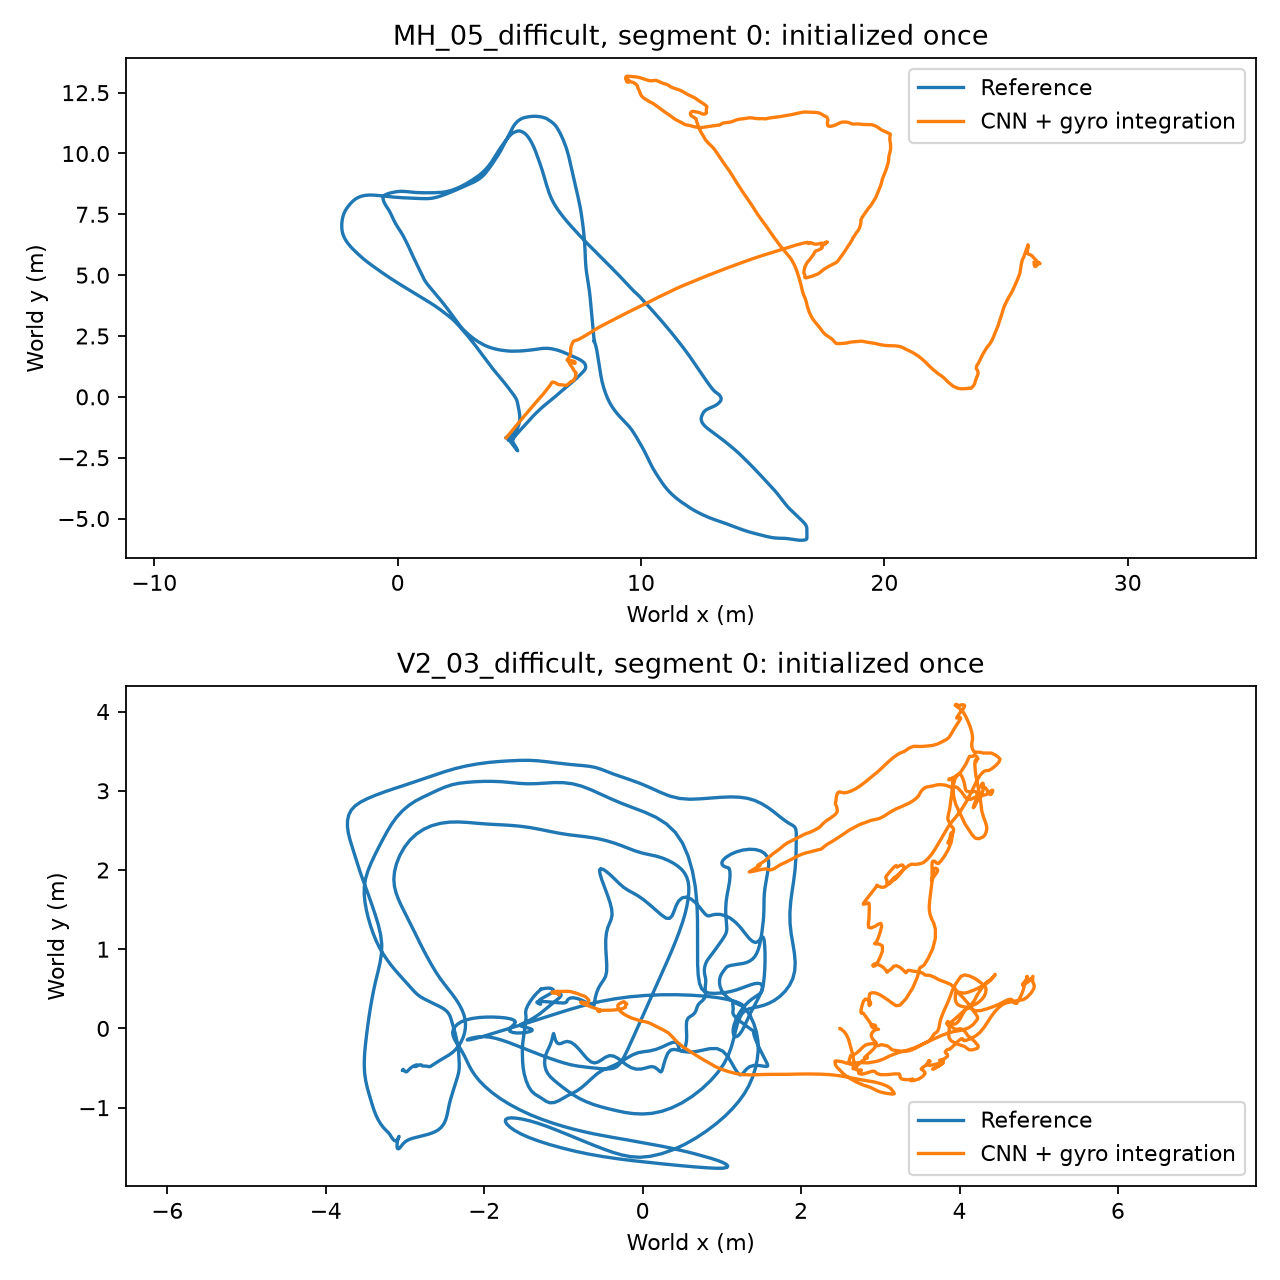 MH_05_difficult, segment 0: initialized once
Reference
CNN + gyro integration
12.5
10.0
7.5
5.0
2.5
0.0
−2.5
−5.0
World y (m)
−10 0 10 20 30
World x (m)
V2_03_difficult, segment 0: initialized once
4
3
2
1
0
−1
World y (m)
Reference
CNN + gyro integration
−6 −4 −2 0 2 4 6
World x (m)